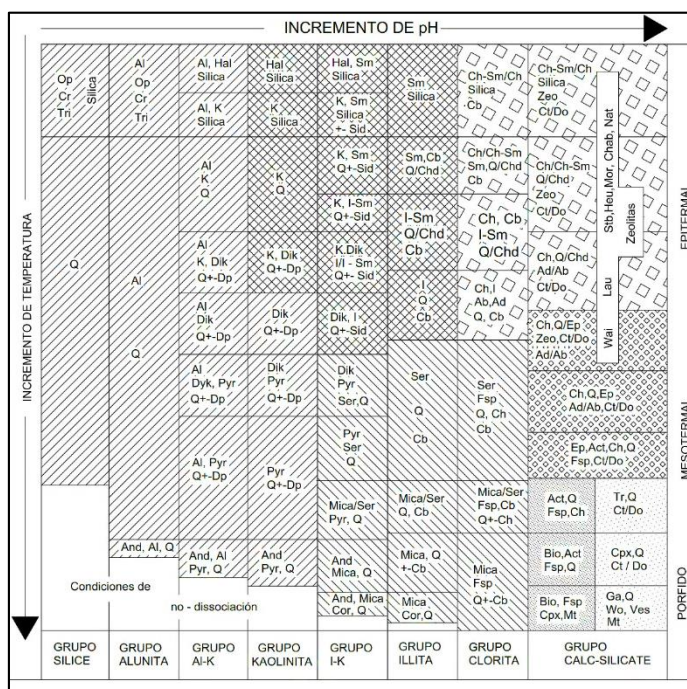 INCREMENTO DE pH
INCREMENTO DE TEMPERATURA
Op
Cr
Tri
Silica
Q
Condiciones de
no - dissociación
GRUPO
SILICE
Al
Op
Cr
Tri
Al
Q
And, Al, Q
GRUPO
ALUNITA
Al, Hal
Silica
Al, K
Silica
Al
K
Q
Al
K, Dik
Q+-Dp
Al
Dik
Q+-Dp
Al
Dyk, Pyr
Q+-Dp
Al, Pyr
Q+-Dp
And, Al
Pyr, Q
GRUPO
Al-K
Hal
Silica
K
Silica
K
Q
K, Dik
Q+-Dp
Dik
Q+-Dp
Dik
Pyr
Q+-Dp
Pyr
Q+-Dp
And
Pyr, Q
GRUPO
KAOLINITA
Hal, Sm
Silica
K, Sm
Silica
+- Sid
K, Sm
Q+-Sid
K, I-Sm
Q+-Sid
K,Dik
I/I - Sm
Q+- Sid
Dik, I
Q+-Sid
Dik
Pyr
Ser,Q
Pyr
Ser
Q
Mica/Ser
Pyr, Q
And
Mica, Q
And, Mica
Cor, Q
GRUPO
I-K
Sm
Silica
Sm,Cb
Q/Chd
I-Sm
Q/Chd
Cb
I
Q
Cb
Ser
Q
Cb
Mica/Ser
Q, Cb
Mica, Q
+-Cb
Mica
Cor,Q
GRUPO
ILLITA
Ch-Sm/Ch
Silica
Cb
Ch/Ch-Sm
Sm,Q/Chd
Cb
Ch, Cb
I-Sm
Q/Chd
Ch,I
Ab,Ad
Q, Cb
Ser
Fsp
Q, Ch
Cb
Mica/Ser
Fsp,Cb
Q+-Ch
Mica
Fsp
Q+-Cb
GRUPO
CLORITA
Ch-Sm/Ch
Silica
Zeo
Ct/Do
Ch/Ch-Sm
Q/Chd
Zeo
Ct/Do
Ch,Q/Chd
Ad/Ab
Ct/Do
Ch,Q/Ep
Zeo,Ct/Do
Ad/Ab
Ch,Q,Ep
Ad/Ab,Ct/Do
Ep,Act,Ch,Q
Fsp,Ct/Do
Act,Q
Fsp,Ch
Tr,Q
Ct/Do
Bio,Act
Fsp,Q
Cpx,Q
Ct / Do
Bio, Fsp
Cpx,Mt
Ga,Q
Wo, Ves
Mt
GRUPO
CALC-SILICATE
Stb,Heu,Mor, Chab, Nat
Lau
Wai
Zeolitas
EPITERMAL
MESOTERMAL
PORFIDO